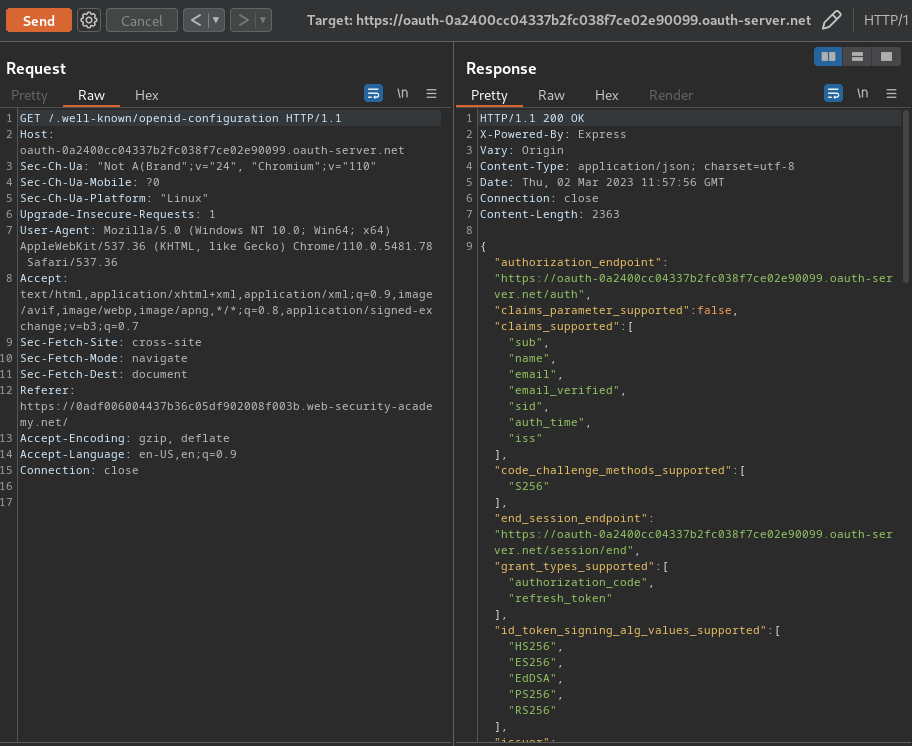 Send
Cancel
<
>
Target: https://oauth-0a2400cc04337b2fc038f7ce02e90099.oauth-server.net
HTTP/1
Request
Pretty
Raw
Hex
\n
1 GET /.well-known/openid-configuration HTTP/1.1
2 Host:
oauth-0a2400cc04337b2fc038f7ce02e90099.oauth-server.net
3 Sec-Ch-Ua: "Not A(Brand";v="24", "Chromium";v="110"
4 Sec-Ch-Ua-Mobile: ?0
5 Sec-Ch-Ua-Platform: "Linux"
6 Upgrade-Insecure-Requests: 1
7 User-Agent: Mozilla/5.0 (Windows NT 10.0; Win64; x64)
AppleWebKit/537.36 (KHTML, like Gecko) Chrome/110.0.5481.78
Safari/537.36
8 Accept:
text/html,application/xhtml+xml,application/xml;q=0.9,image
/avif,image/webp,image/apng,*/*;q=0.8,application/signed-ex
change;v=b3;q=0.7
9 Sec-Fetch-Site: cross-site
10 Sec-Fetch-Mode: navigate
11 Sec-Fetch-Dest: document
12 Referer:
https://0adf006004437b36c05df902008f003b.web-security-acade
my.net/
13 Accept-Encoding: gzip, deflate
14 Accept-Language: en-US,en;q=0.9
15 Connection: close
16
17
Response
Pretty
Raw
Hex
Render
\n
1 HTTP/1.1 200 OK
2 X-Powered-By: Express
3 Vary: Origin
4 Content-Type: application/json; charset=utf-8
5 Date: Thu, 02 Mar 2023 11:57:56 GMT
6 Connection: close
7 Content-Length: 2363
8
9 {
"authorization_endpoint":
"https://oauth-0a2400cc04337b2fc038f7ce02e90099.oauth-ser
ver.net/auth",
"claims_parameter_supported":false,
"claims_supported":[
"sub",
"name",
"email",
"email_verified",
"sid",
"auth_time",
"iss"
],
"code_challenge_methods_supported":[
"S256"
],
"end_session_endpoint":
"https://oauth-0a2400cc04337b2fc038f7ce02e90099.oauth-ser
ver.net/session/end",
"grant_types_supported":[
"authorization_code",
"refresh_token"
],
"id_token_signing_alg_values_supported":[
"HS256",
"ES256",
"EdDSA",
"PS256",
"RS256"
],
"issuer":